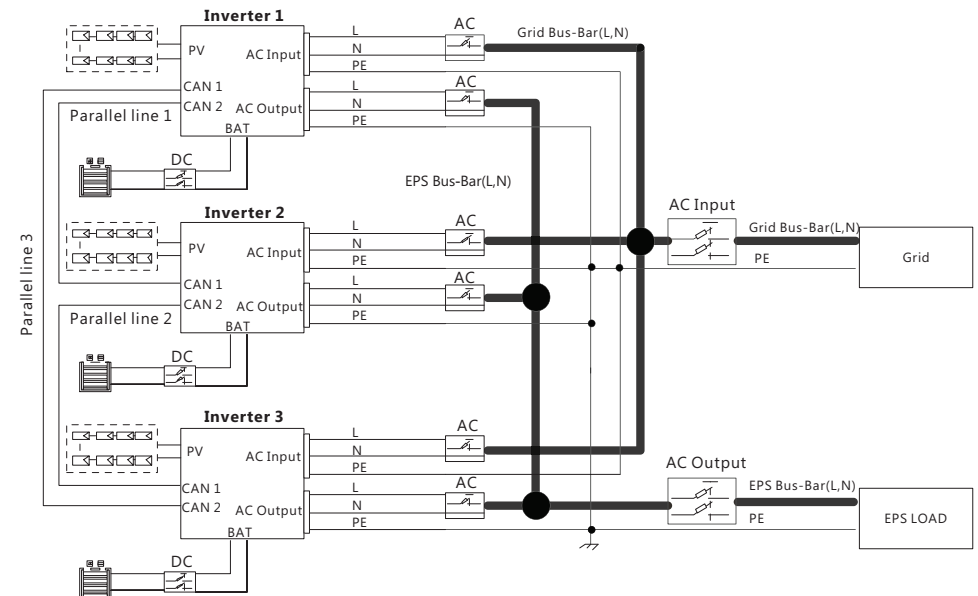 Inverter 1
PV
AC Input
CAN 1
CAN 2
AC Output
BAT
L
N
PE
L
N
PE
AC
AC
Grid Bus-Bar(L,N)
Parallel line 1
DC
EPS Bus-Bar(L,N)
Inverter 2
PV
AC Input
CAN 1
CAN 2
AC Output
BAT
L
N
PE
L
N
PE
AC
AC
AC Input
Grid Bus-Bar(L,N)
PE
Grid
Parallel line 3
Parallel line 2
DC
Inverter 3
PV
AC Input
CAN 1
CAN 2
AC Output
BAT
L
N
PE
L
N
PE
AC
AC
AC Output
EPS Bus-Bar(L,N)
PE
EPS LOAD
DC